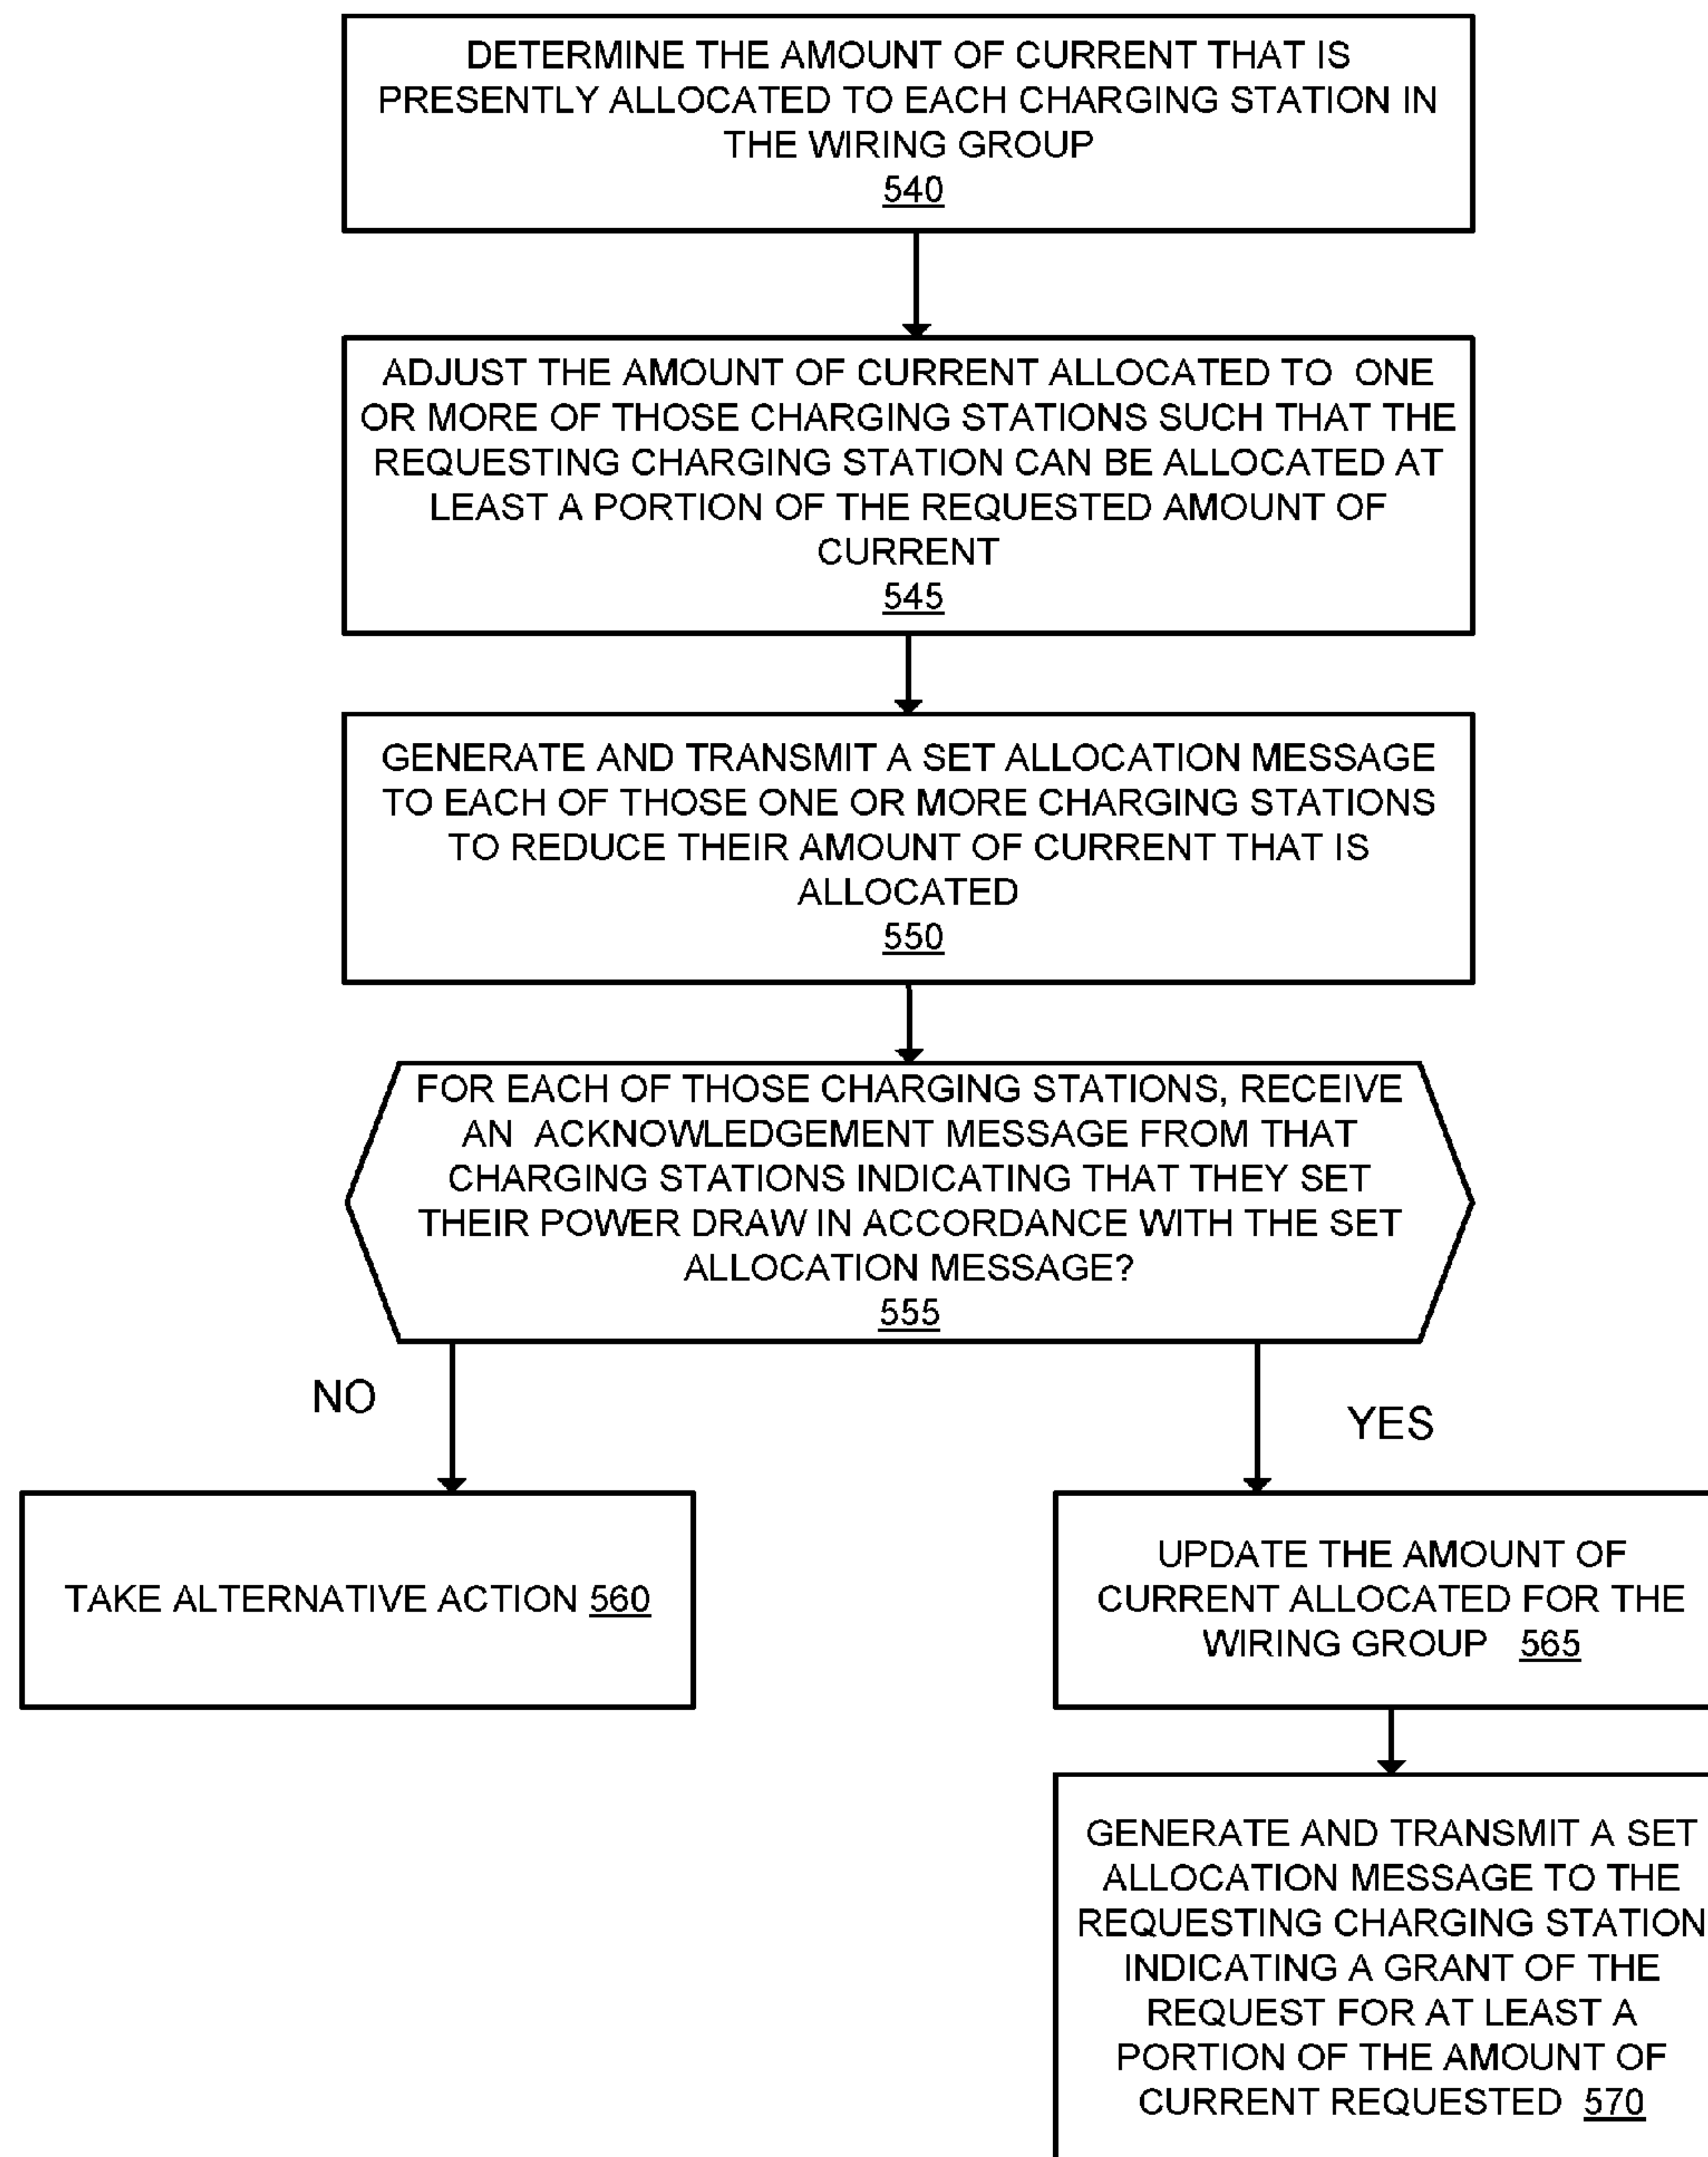 DETERMINE THE AMOUNT OF CURRENT THAT IS
PRESENTLY ALLOCATED TO EACH CHARGING STATION IN
THE WIRING GROUP
540
ADJUST THE AMOUNT OF CURRENT ALLOCATED TO ONE
OR MORE OF THOSE CHARGING STATIONS SUCH THAT THE
REQUESTING CHARGING STATION CAN BE ALLOCATED AT
LEAST A PORTION OF THE REQUESTED AMOUNT OF
CURRENT
545
GENERATE AND TRANSMIT A SET ALLOCATION MESSAGE
TO EACH OF THOSE ONE OR MORE CHARGING STATIONS
TO REDUCE THEIR AMOUNT OF CURRENT THAT IS
ALLOCATED
550
FOR EACH OF THOSE CHARGING STATIONS, RECEIVE
AN ACKNOWLEDGEMENT MESSAGE FROM THAT
CHARGING STATIONS INDICATING THAT THEY SET
THEIR POWER DRAW IN ACCORDANCE WITH THE SET
ALLOCATION MESSAGE?
555
NO
YES
TAKE ALTERNATIVE ACTION 560
UPDATE THE AMOUNT OF
CURRENT ALLOCATED FOR THE
WIRING GROUP 565
GENERATE AND TRANSMIT A SET
ALLOCATION MESSAGE TO THE
REQUESTING CHARGING STATION
INDICATING A GRANT OF THE
REQUEST FOR AT LEAST A
PORTION OF THE AMOUNT OF
CURRENT REQUESTED 570